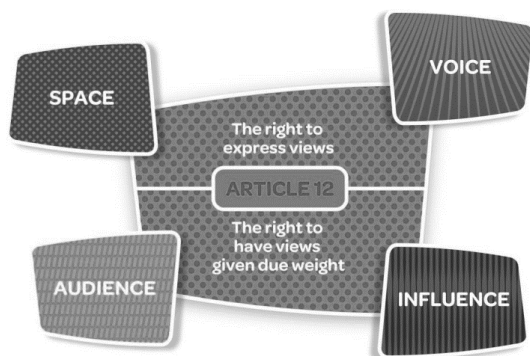 SPACE
VOICE
The right to
express views
ARTICLE 12
The right to
have views
given due weight
AUDIENCE
INFLUENCE